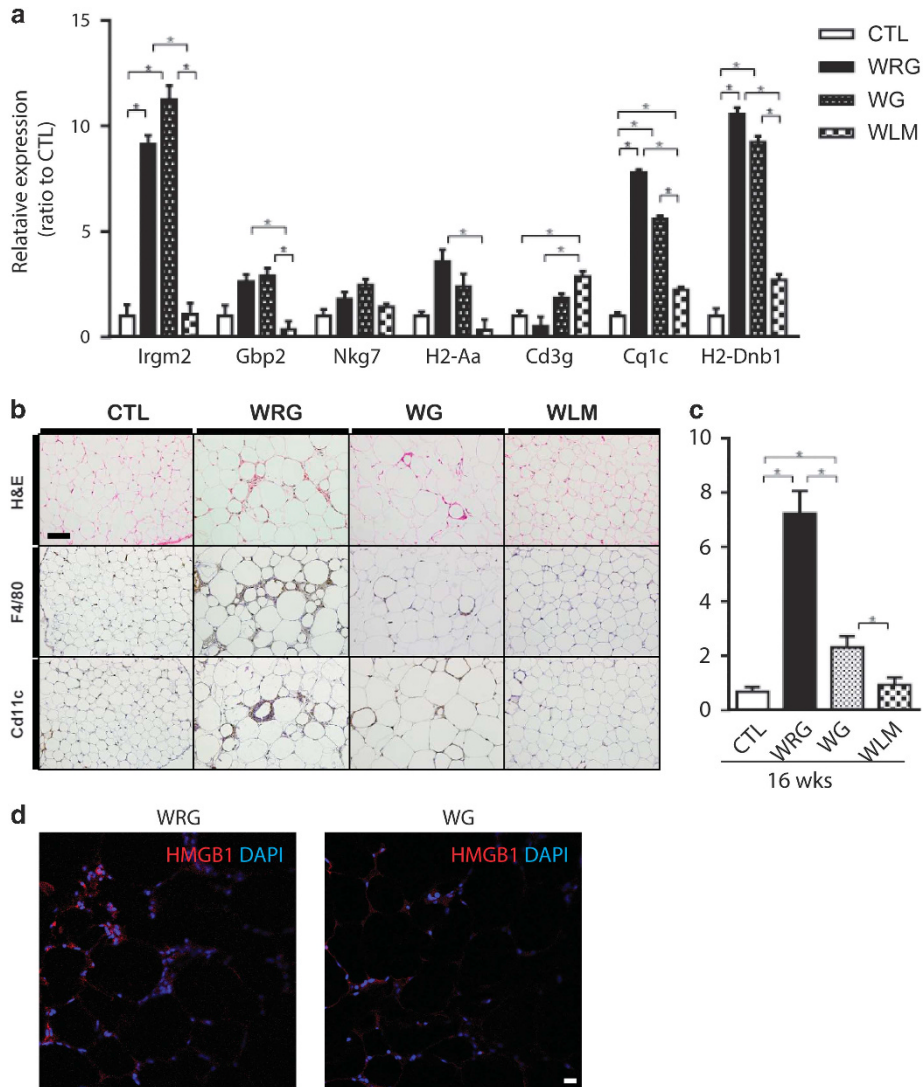 a
Relataive expression
(ratio to CTL)
15
10
5
0
* * * * *
* *
*
* *
* * * * *
* * * *
Irgm2 Gbp2 Nkg7 H2-Aa Cd3g Cq1c H2-Dnb1
CTL
WRG
WG
WLM
b
CTL WRG WG WLM
H&E
F4/80
Cd11c
c
10
8
6
4
2
0
*
* *
*
CTL WRG WG WLM
16 wks
d
WRG WG
HMGB1 DAPI HMGB1 DAPI